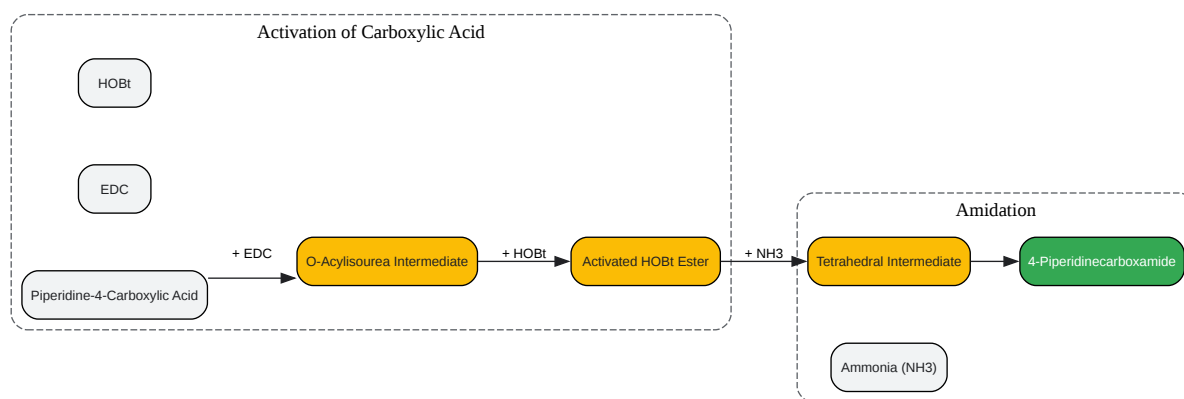 Activation of Carboxylic Acid
HOBt
EDC
Piperidine-4-Carboxylic Acid
+ EDC
O-Acylisourea Intermediate
+ HOBt
Activated HOBt Ester
+ NH3
Amidation
Tetrahedral Intermediate
4-Piperidinecarboxamide
Ammonia (NH3)